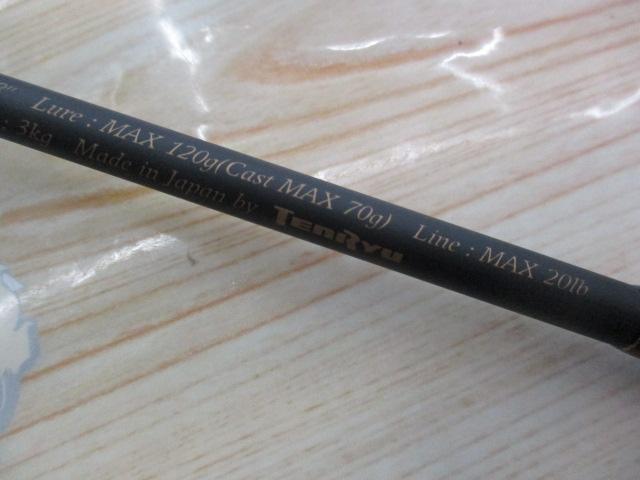 Lure : MAX 120g(Cast MAX 70g) Line : MAX 20lb
: 3kg Made in Japan by TENRYU